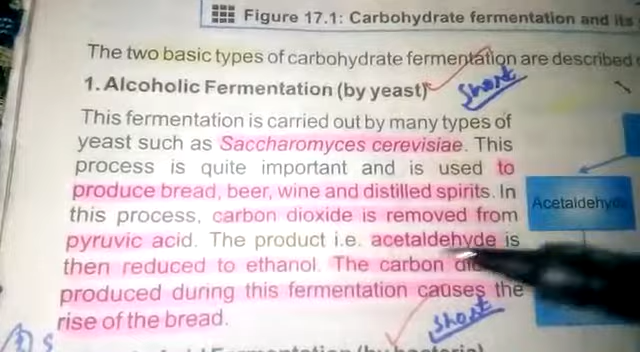 Figure 17.1: Carbohydrate fermentation and its
The two basic types of carbohydrate fermentation are described
1. Alcoholic Fermentation (by yeast)
Short
This fermentation is carried out by many types of
yeast such as Saccharomyces cerevisiae. This
process is quite important and is used to
produce bread, beer, wine and distilled spirits. In
this process, carbon dioxide is removed from
pyruvic acid. The product i.e. acetaldehyde is
then reduced to ethanol. The carbon
produced during this fermentation causes the
rise of the bread.
Acetaldehyde
Short
Fermentation (by bacteria)